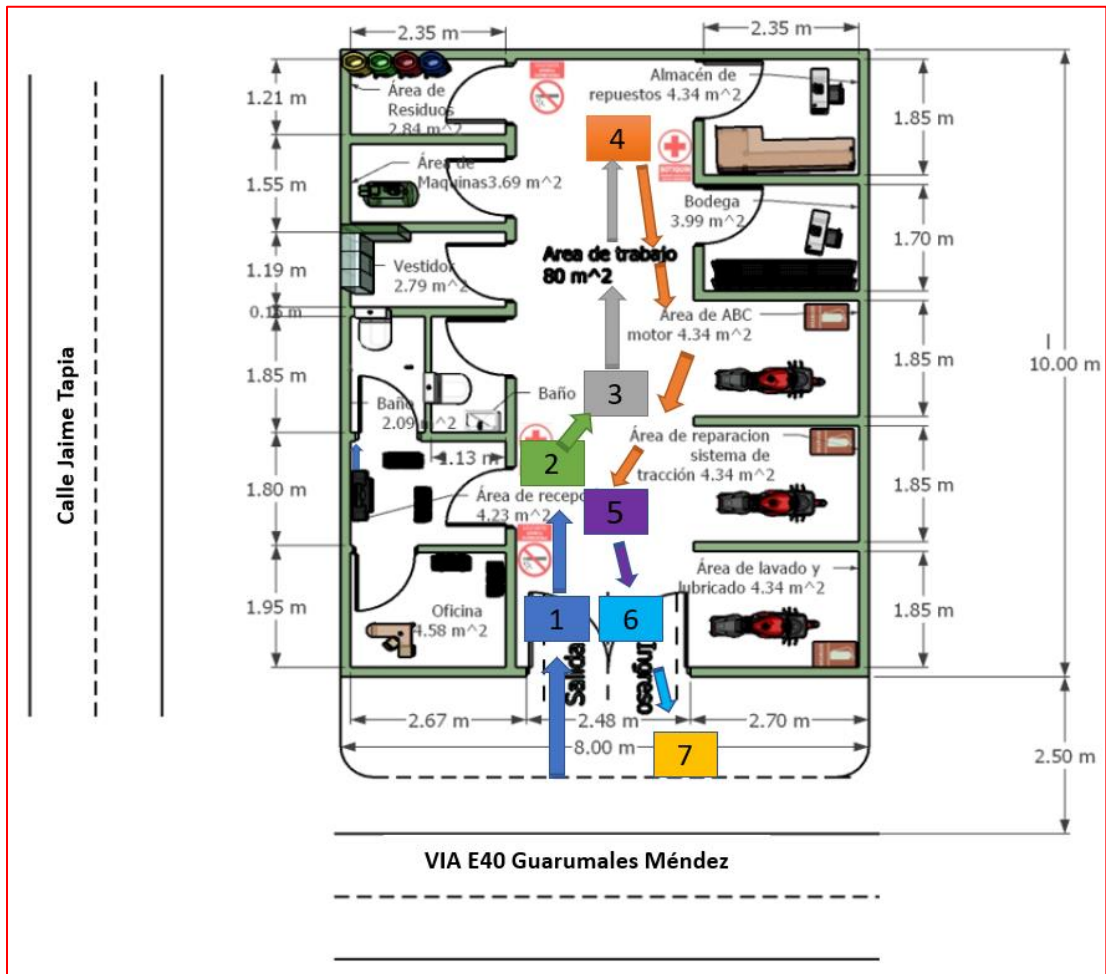 2.35 m
2.35 m
Área de
Residuos
2.84 m^2
1.21 m
Almacén de
repuestos 4.34 m^2
1.85 m
4
Área de
Maquinas3.69 m^2
1.55 m
Bodega
3.99 m^2
1.70 m
Vestidor
2.79 m^2
1.19 m
Area de trabajo
80 m^2
0.15 m
Área de ABC
motor 4.34 m^2
1.85 m
10.00 m
Calle Jaime Tapia
1.85 m
Baño
2.09 m^2
Baño
3
1.13 m
2
Área de reparacion
sistema de
tracción 4.34 m^2
1.85 m
1.80 m
Área de recepc
4.23 m^2
5
Área de lavado y
lubricado 4.34 m^2
1.85 m
1.95 m
Oficina
4.58 m^2
1
6
Salida
Ingreso
2.67 m
2.48 m
2.70 m
8.00 m
7
2.50 m
VIA E40 Guarumales Méndez